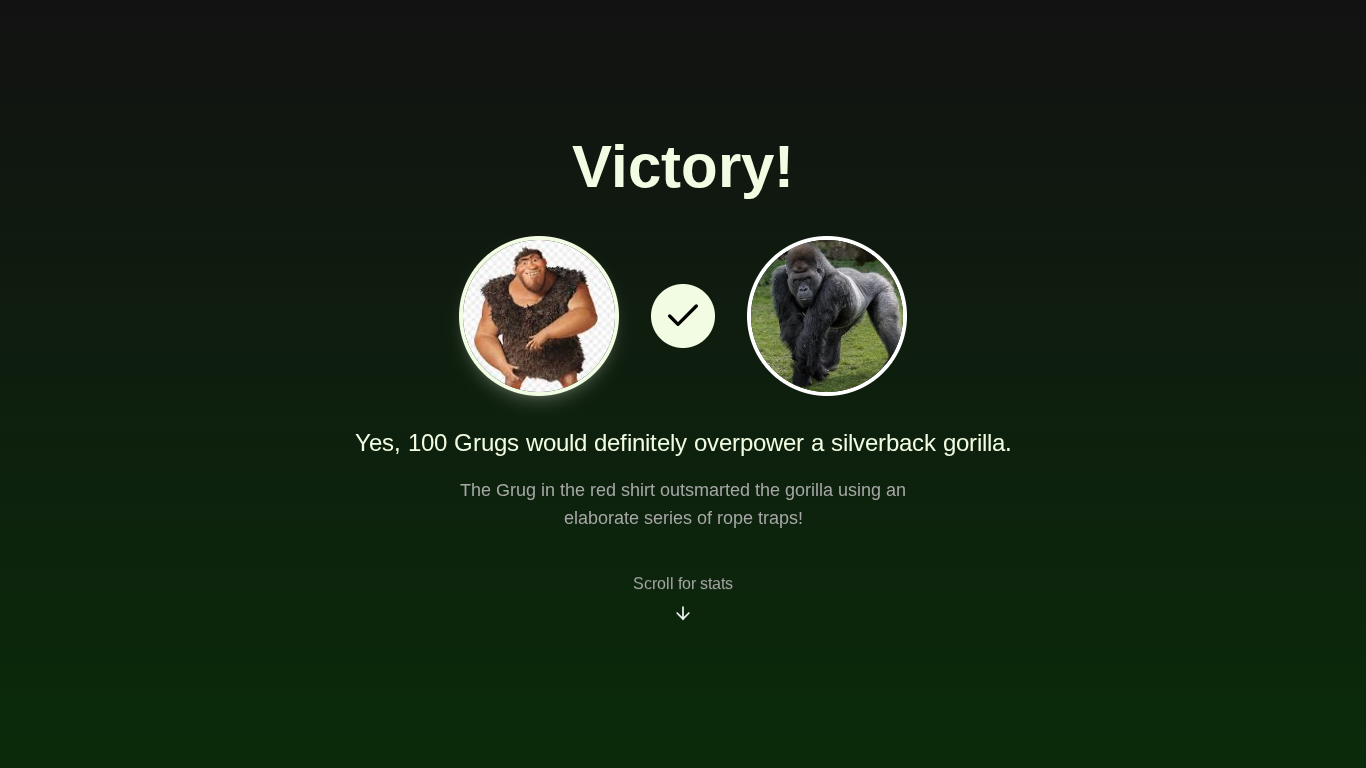 Victory!
Yes, 100 Grugs would definitely overpower a silverback gorilla.
The Grug in the red shirt outsmarted the gorilla using an
elaborate series of rope traps!
Scroll for stats